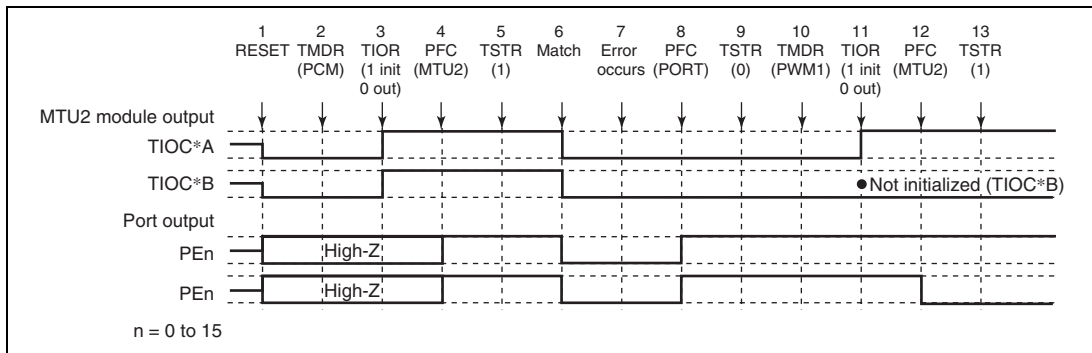 1 2 3 4 5 6 7 8 9 10 11 12 13
RESET TMDR TIOR PFC TSTR Match Error PFC TSTR TMDR TIOR PFC TSTR
(PCM) (1 init (MTU2) (1) occurs (PORT) (0) (PWM1) (1 init (MTU2) (1)
0 out) 0 out)
MTU2 module output
TIOC*A
TIOC*B
● Not initialized (TIOC*B)
Port output
PEn High-Z
PEn High-Z
n = 0 to 15